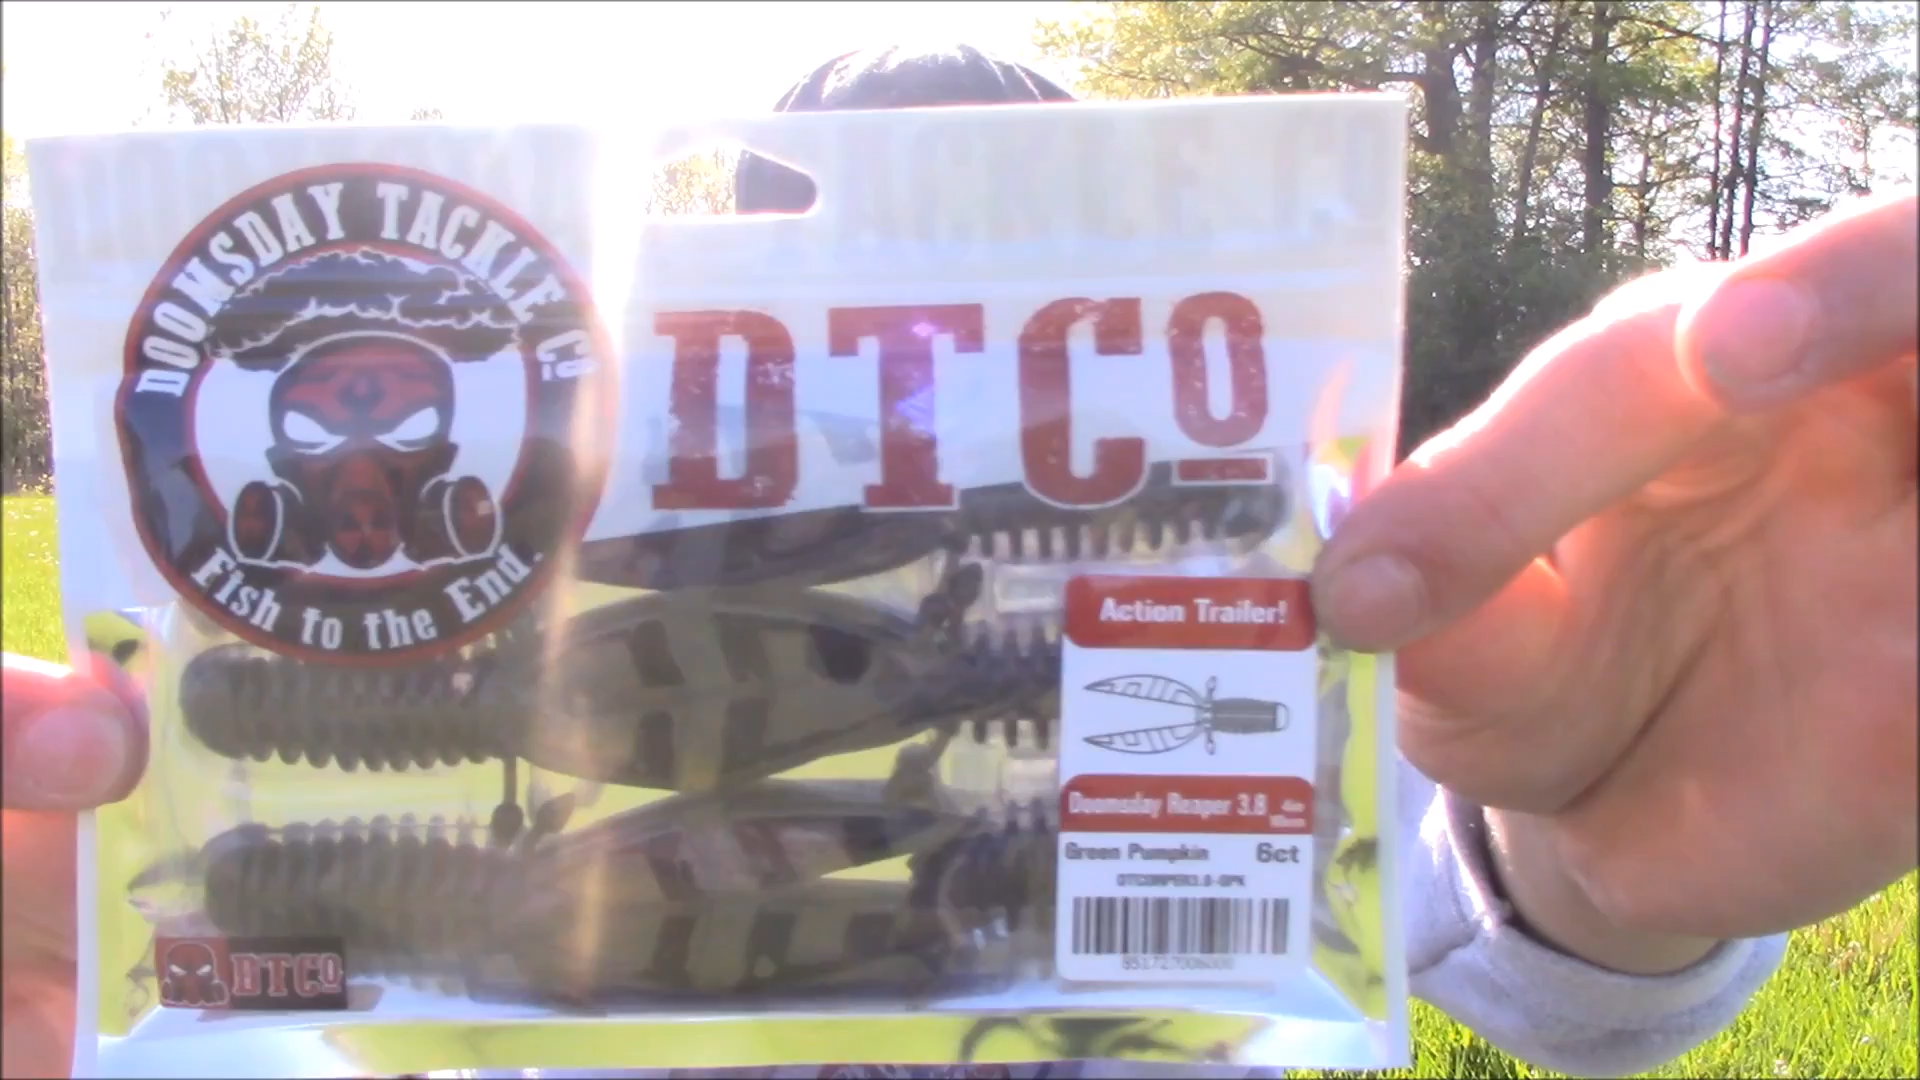 DOOMSDAY TACKLE Co.
Fish to the End.
DTCo
Action Trailer!
Doomsday Reaper 3.8
Green Pumpkin 6ct
DTCo